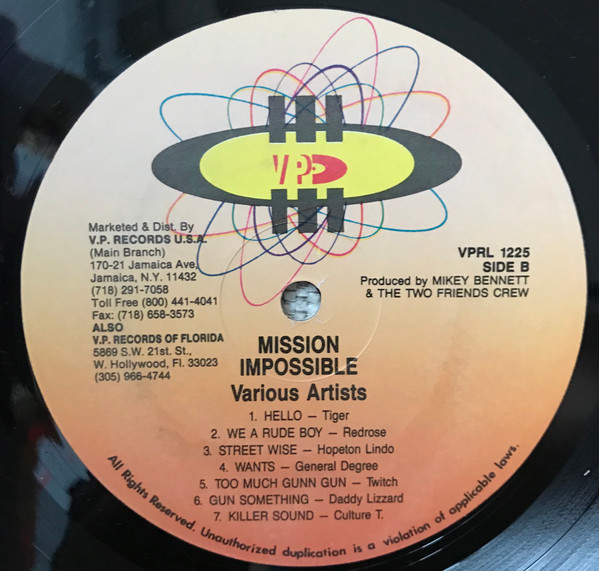 VP
Marketed & Dist. By
V.P. RECORDS U.S.A.
(Main Branch)
170-21 Jamaica Ave,
Jamaica, N.Y. 11432
(718) 291-7058
Toll Free (800) 441-4041
Fax: (718) 658-3573
ALSO
V.P. RECORDS OF FLORIDA
5869 S.W. 21st. St.,
W. Hollywood, Fl. 33023
(305) 966-4744
VPRL 1225
SIDE B
Produced by MIKEY BENNETT
& THE TWO FRIENDS CREW
MISSION
IMPOSSIBLE
Various Artists
1. HELLO – Tiger
2. WE A RUDE BOY – Redrose
3. STREET WISE – Hopeton Lindo
4. WANTS – General Degree
5. TOO MUCH GUNN GUN – Twitch
6. GUN SOMETHING – Daddy Lizzard
7. KILLER SOUND – Culture T.
All Rights Reserved. Unauthorized duplication is a violation of applicable laws.